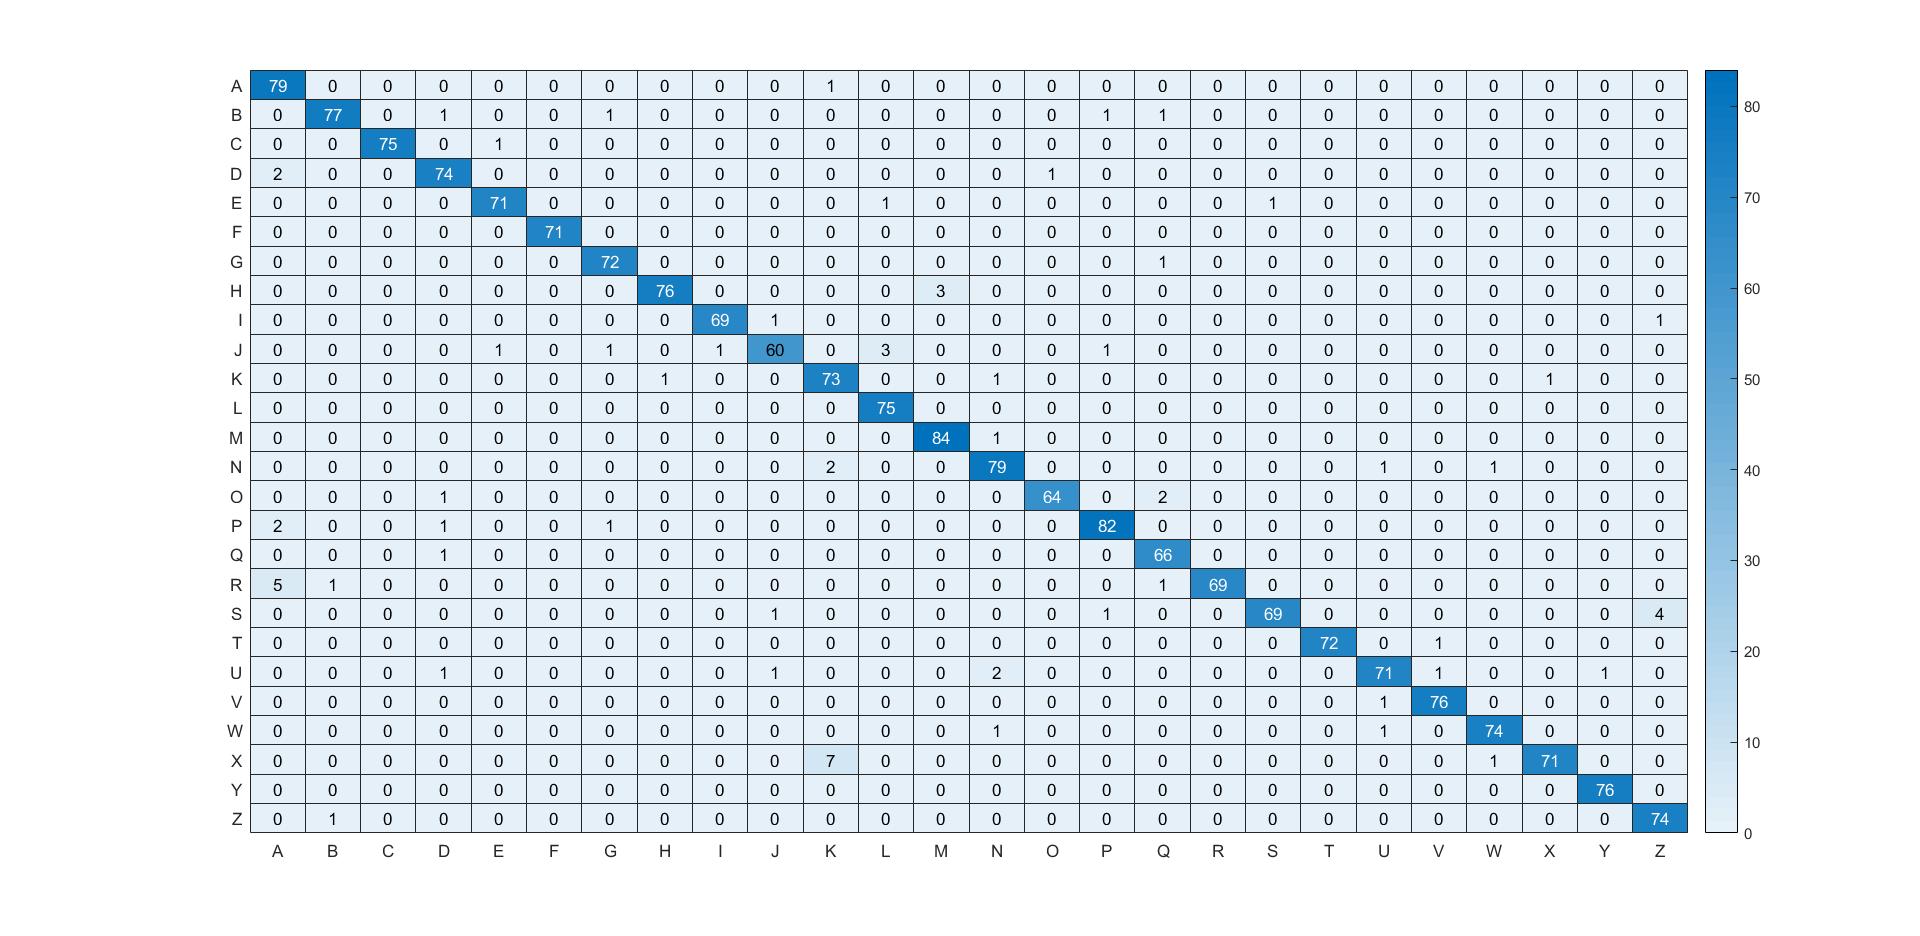 A 79 0 0 0 0 0 0 0 0 0 1 0 0 0 0 0 0 0 0 0 0 0 0 0 0 0
B 0 77 0 1 0 0 1 0 0 0 0 0 0 0 0 1 1 0 0 0 0 0 0 0 0 0
C 0 0 75 0 1 0 0 0 0 0 0 0 0 0 0 0 0 0 0 0 0 0 0 0 0 0
D 2 0 0 74 0 0 0 0 0 0 0 0 0 0 1 0 0 0 0 0 0 0 0 0 0 0
E 0 0 0 0 71 0 0 0 0 0 0 1 0 0 0 0 0 0 1 0 0 0 0 0 0 0
F 0 0 0 0 0 71 0 0 0 0 0 0 0 0 0 0 0 0 0 0 0 0 0 0 0 0
G 0 0 0 0 0 0 72 0 0 0 0 0 0 0 0 0 1 0 0 0 0 0 0 0 0 0
H 0 0 0 0 0 0 0 76 0 0 0 0 3 0 0 0 0 0 0 0 0 0 0 0 0 0
I 0 0 0 0 0 0 0 0 69 1 0 0 0 0 0 0 0 0 0 0 0 0 0 0 0 1
J 0 0 0 0 1 0 1 0 1 60 0 3 0 0 0 1 0 0 0 0 0 0 0 0 0 0
K 0 0 0 0 0 0 0 1 0 0 73 0 0 1 0 0 0 0 0 0 0 0 0 1 0 0
L 0 0 0 0 0 0 0 0 0 0 0 75 0 0 0 0 0 0 0 0 0 0 0 0 0 0
M 0 0 0 0 0 0 0 0 0 0 0 0 84 1 0 0 0 0 0 0 0 0 0 0 0 0
N 0 0 0 0 0 0 0 0 0 0 2 0 0 79 0 0 0 0 0 0 1 0 1 0 0 0
O 0 0 0 1 0 0 0 0 0 0 0 0 0 0 64 0 2 0 0 0 0 0 0 0 0 0
P 2 0 0 1 0 0 1 0 0 0 0 0 0 0 0 82 0 0 0 0 0 0 0 0 0 0
Q 0 0 0 1 0 0 0 0 0 0 0 0 0 0 0 0 66 0 0 0 0 0 0 0 0 0
R 5 1 0 0 0 0 0 0 0 0 0 0 0 0 0 0 1 69 0 0 0 0 0 0 0 0
S 0 0 0 0 0 0 0 0 0 1 0 0 0 0 0 1 0 0 69 0 0 0 0 0 0 4
T 0 0 0 0 0 0 0 0 0 0 0 0 0 0 0 0 0 0 0 72 0 1 0 0 0 0
U 0 0 0 1 0 0 0 0 0 1 0 0 0 2 0 0 0 0 0 0 71 1 0 0 1 0
V 0 0 0 0 0 0 0 0 0 0 0 0 0 0 0 0 0 0 0 0 1 76 0 0 0 0
W 0 0 0 0 0 0 0 0 0 0 0 0 0 1 0 0 0 0 0 0 1 0 74 0 0 0
X 0 0 0 0 0 0 0 0 0 0 7 0 0 0 0 0 0 0 0 0 0 0 1 71 0 0
Y 0 0 0 0 0 0 0 0 0 0 0 0 0 0 0 0 0 0 0 0 0 0 0 0 76 0
Z 0 1 0 0 0 0 0 0 0 0 0 0 0 0 0 0 0 0 0 0 0 0 0 0 0 74
A B C D E F G H I J K L M N O P Q R S T U V W X Y Z
80
70
60
50
40
30
20
10
0